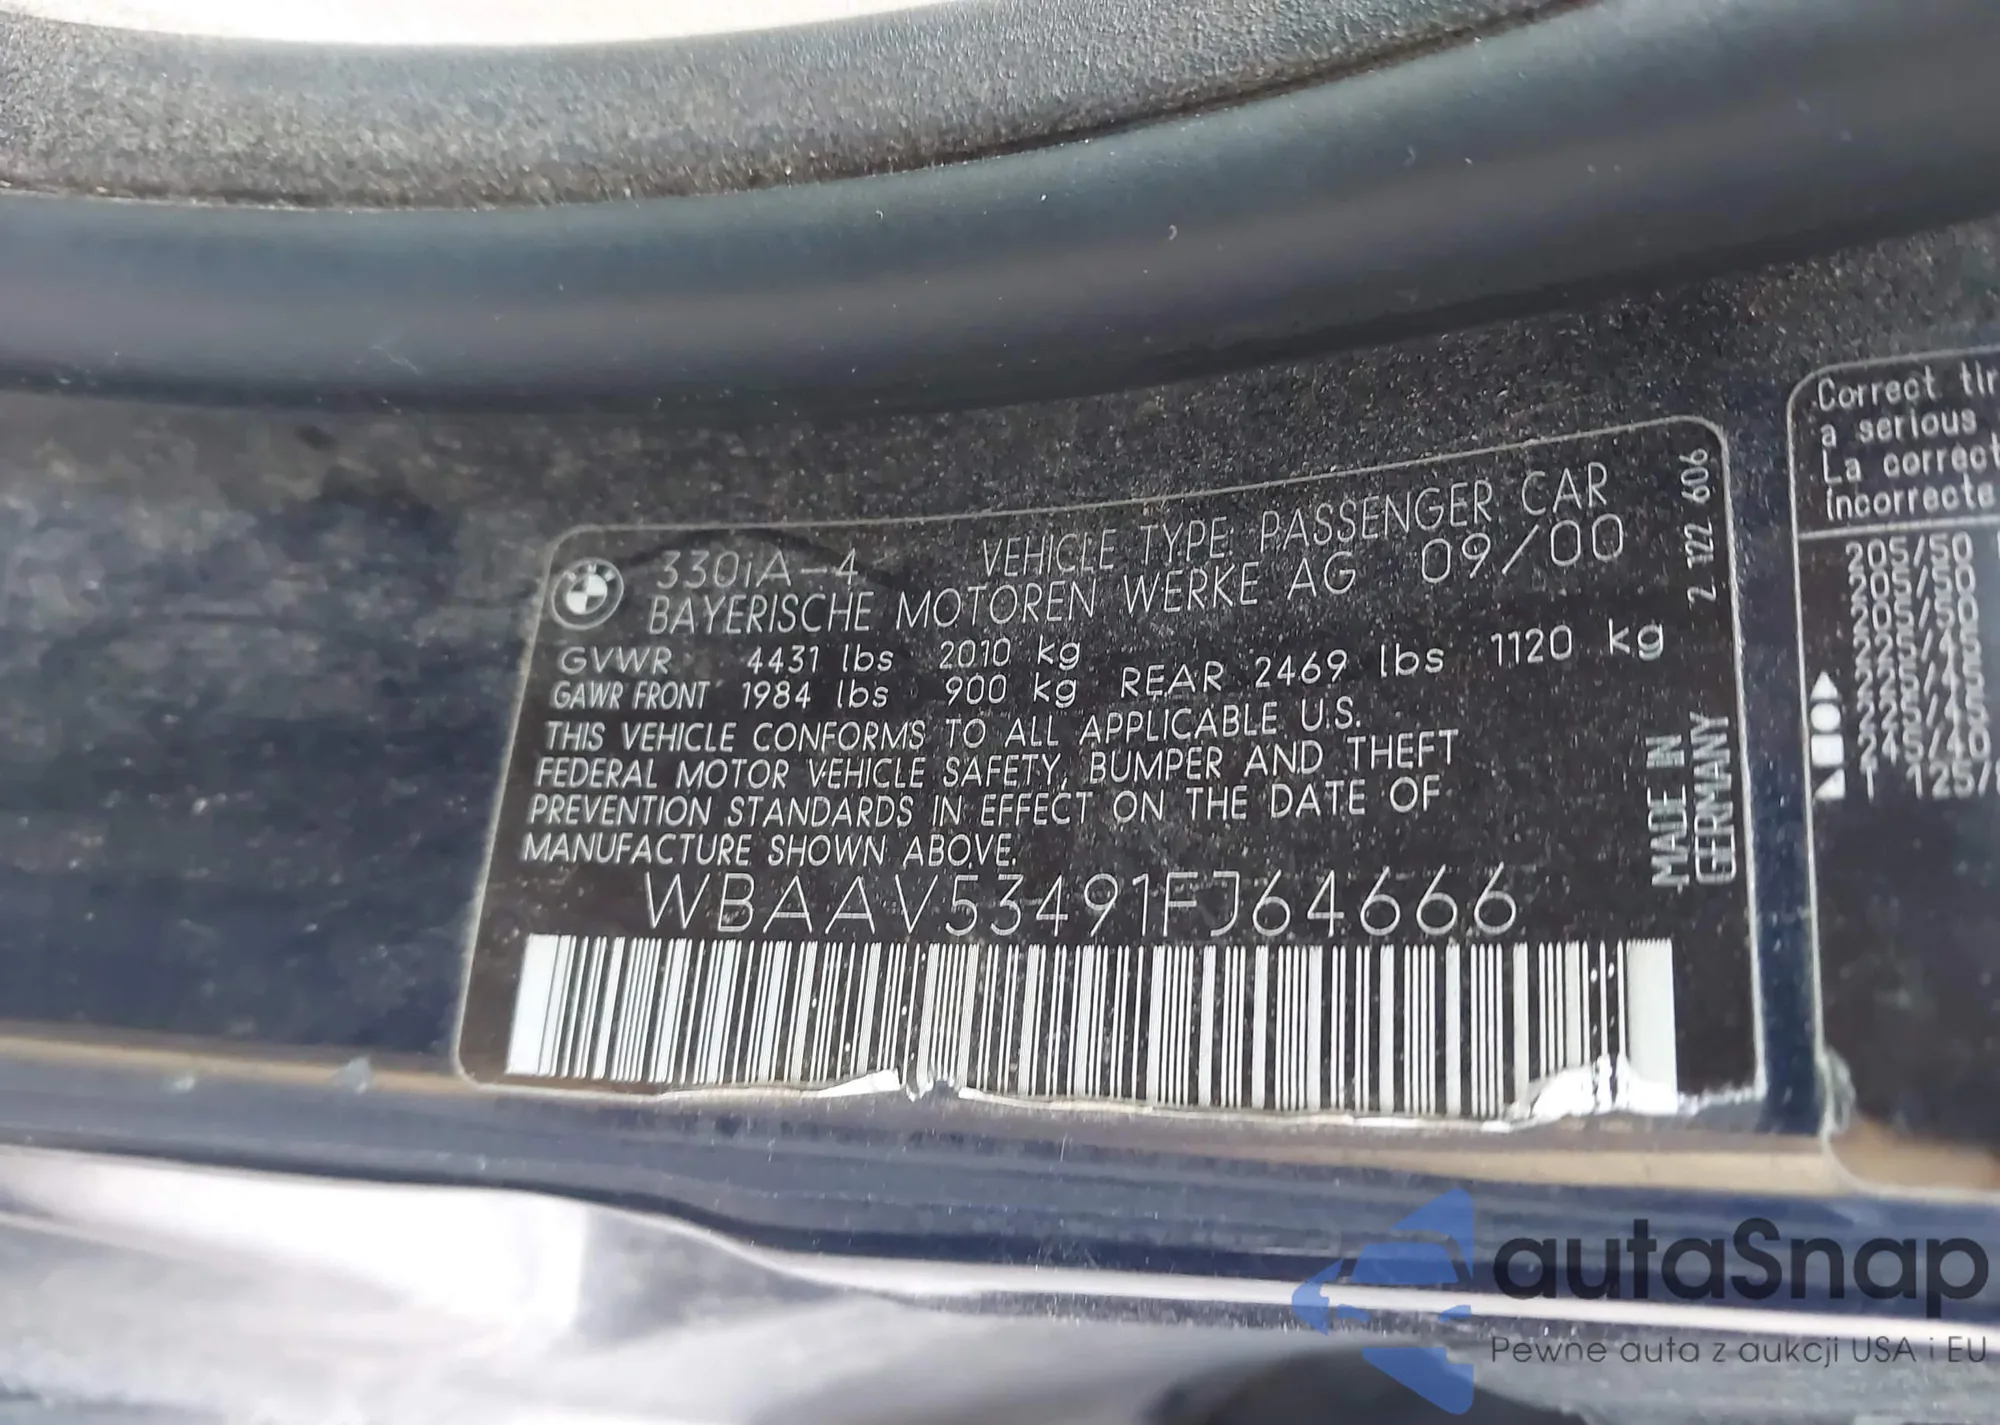 330iA-4 VEHICLE TYPE: PASSENGER CAR
BAYERISCHE MOTOREN WERKE AG 09/00
GVWR 4431 lbs 2010 kg
GAWR FRONT 1984 lbs 900 kg REAR 2469 lbs 1120 kg
THIS VEHICLE CONFORMS TO ALL APPLICABLE U.S.
FEDERAL MOTOR VEHICLE SAFETY, BUMPER AND THEFT
PREVENTION STANDARDS IN EFFECT ON THE DATE OF
MANUFACTURE SHOWN ABOVE.
WBAAV53491FJ64666
2 122 606
MADE IN
GERMANY
Correct
a serious
La
205/50
205/50
205/50
autaSnap
Pewne auta z aukcji USA i EU